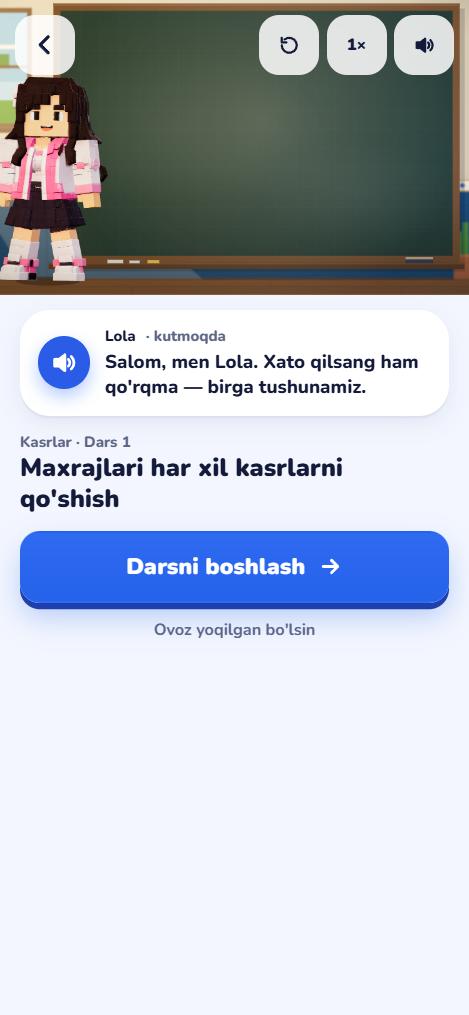 1×
Lola · kutmoqda
Salom, men Lola. Xato qilsang ham
qo'rqma — birga tushunamiz.
Kasrlar · Dars 1
Maxrajlari har xil kasrlarni
qo'shish
Darsni boshlash →
Ovoz yoqilgan bo'lsin